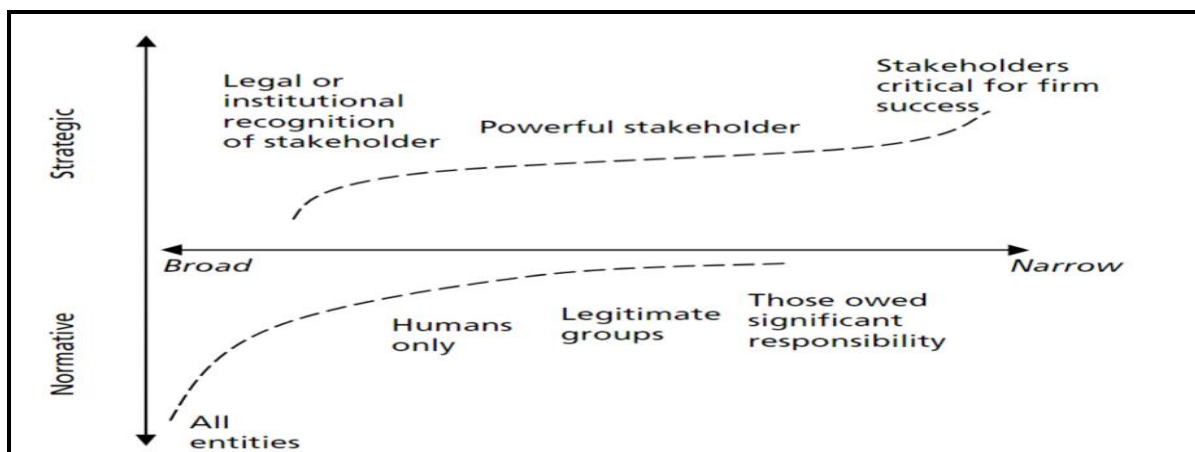 Strategic
Legal or
institutional
recognition
of stakeholder
Powerful stakeholder
Stakeholders
critical for firm
success
Broad
Narrow
Normative
Humans
only
Legitimate
groups
Those owed
significant
responsibility
All
entities